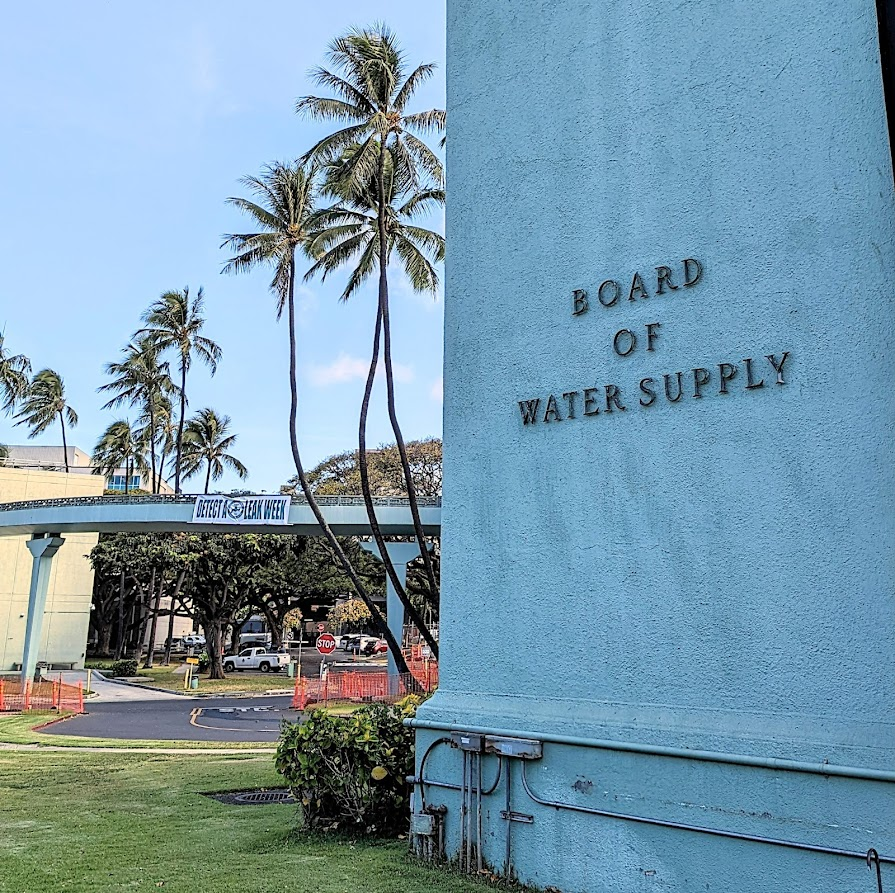 BOARD
OF
WATER SUPPLY
DETECT A LEAK WEEK
STOP